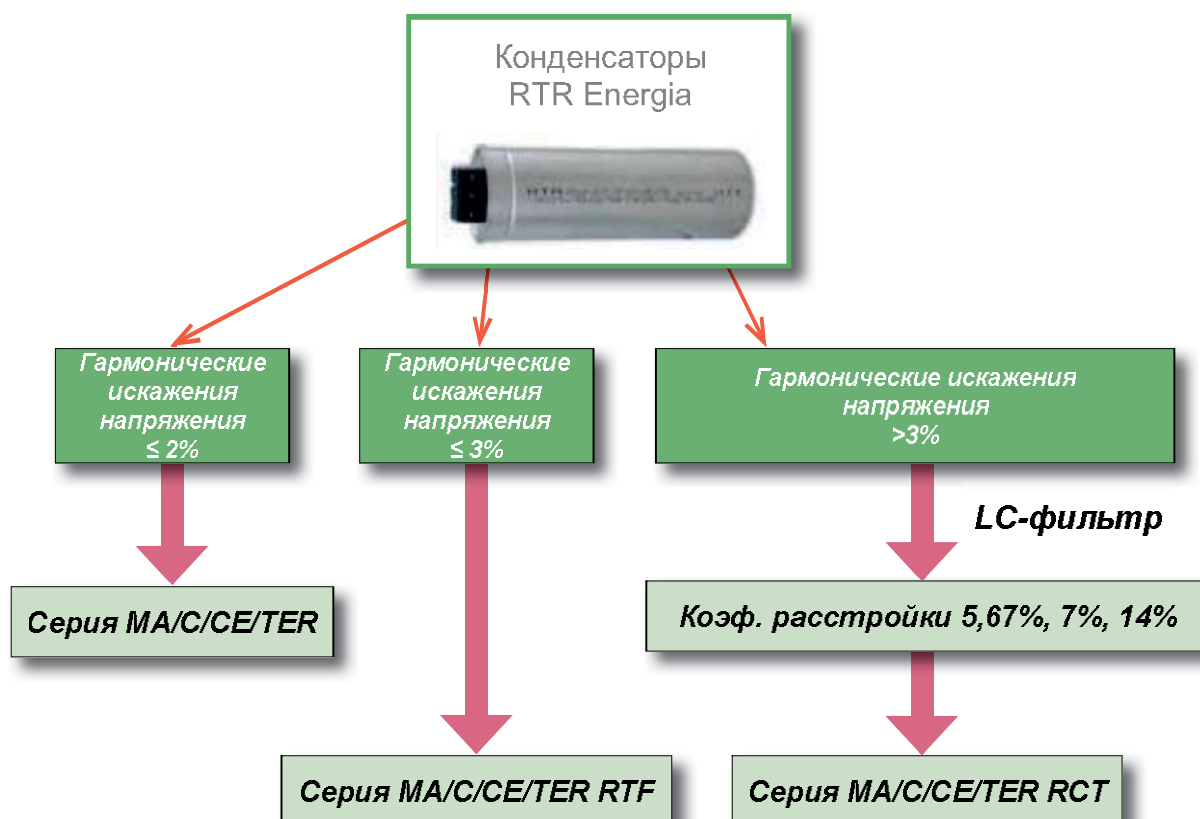 Конденсаторы
RTR Energia
RTR
Гармонические
искажения
напряжения
≤ 2%
Гармонические
искажения
напряжения
≤ 3%
Гармонические искажения
напряжения
>3%
LC-фильтр
Серия MA/C/CE/TER
Коэф. расстройки 5,67%, 7%, 14%
Серия MA/C/CE/TER RTF
Серия MA/C/CE/TER RCT